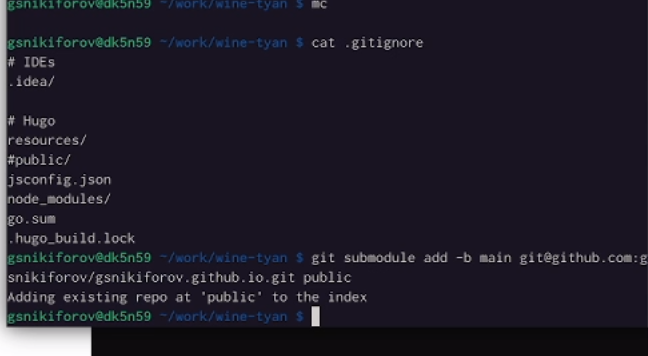 gsnikiforov@dk5n59 ~/work/wine-tyan $ mc
gsnikiforov@dk5n59 ~/work/wine-tyan $ cat .gitignore
# IDEs
.idea/
# Hugo
resources/
#public/
jsconfig.json
node_modules/
go.sum
.hugo_build.lock
gsnikiforov@dk5n59 ~/work/wine-tyan $ git submodule add -b main git@github.com:g
snikiforov/gsnikiforov.github.io.git public
Adding existing repo at 'public' to the index
gsnikiforov@dk5n59 ~/work/wine-tyan $